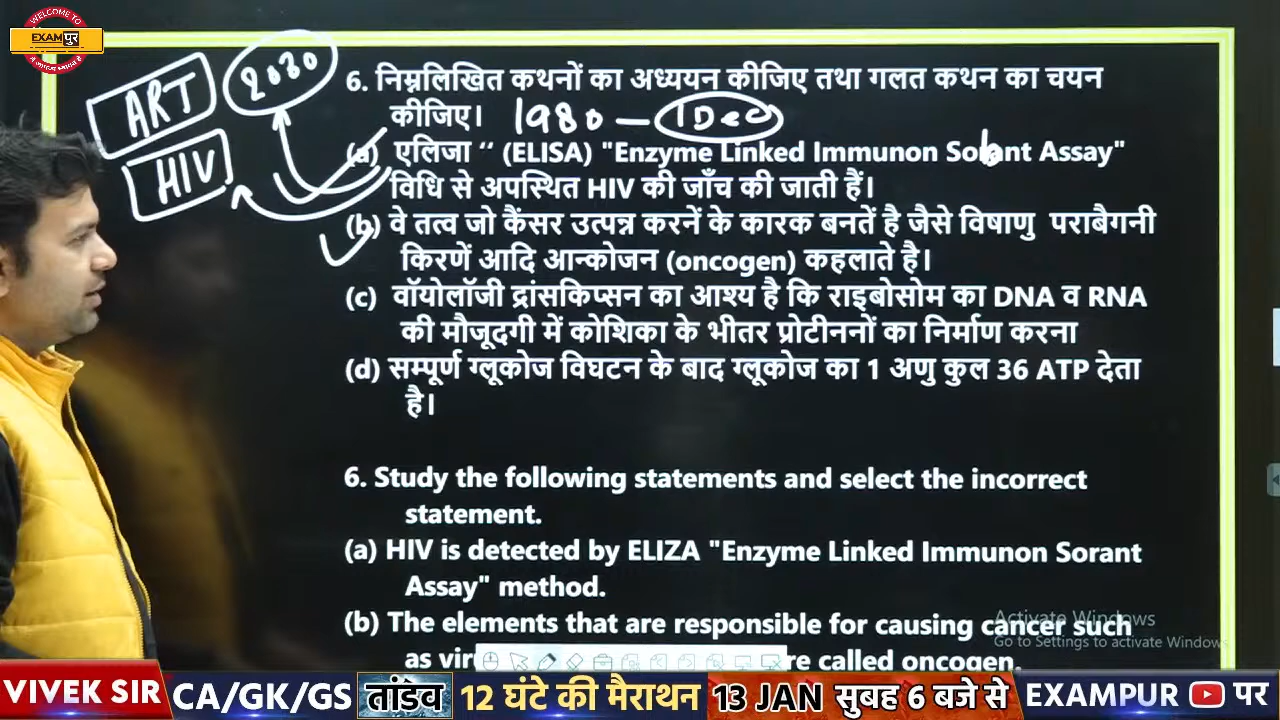 WELCOME TO
EXAMपुर
ART
2030
HIV
6. निम्नलिखित कथनों का अध्ययन कीजिए तथा गलत कथन का चयन
कीजिए। 1980 — 1 Dec
(a) एलिजा “ (ELISA) "Enzyme Linked Immunon Sorbant Assay"
विधि से अपस्थित HIV की जाँच की जाती हैं।
(b) वे तत्व जो कैंसर उत्पन्न करनें के कारक बनतें है जैसे विषाणु पराबैगनी
किरणें आदि आन्कोजन (oncogen) कहलाते है।
(c) वॉयोलॉजी द्रांसकिप्सन का आश्य है कि राइबोसोम का DNA व RNA
की मौजूदगी में कोशिका के भीतर प्रोटीननों का निर्माण करना
(d) सम्पूर्ण ग्लूकोज विघटन के बाद ग्लूकोज का 1 अणु कुल 36 ATP देता
है।
6. Study the following statements and select the incorrect
statement.
(a) HIV is detected by ELIZA "Enzyme Linked Immunon Sorant
Assay" method.
(b) The elements that are responsible for causing cancer such
as re called oncogen.
Activate Windows
Go to Settings to activate Windows
VIVEK SIR CA/GK/GS तांडव 12 घंटे की मैराथन 13 JAN सुबह 6 बजे से EXAMPUR पर